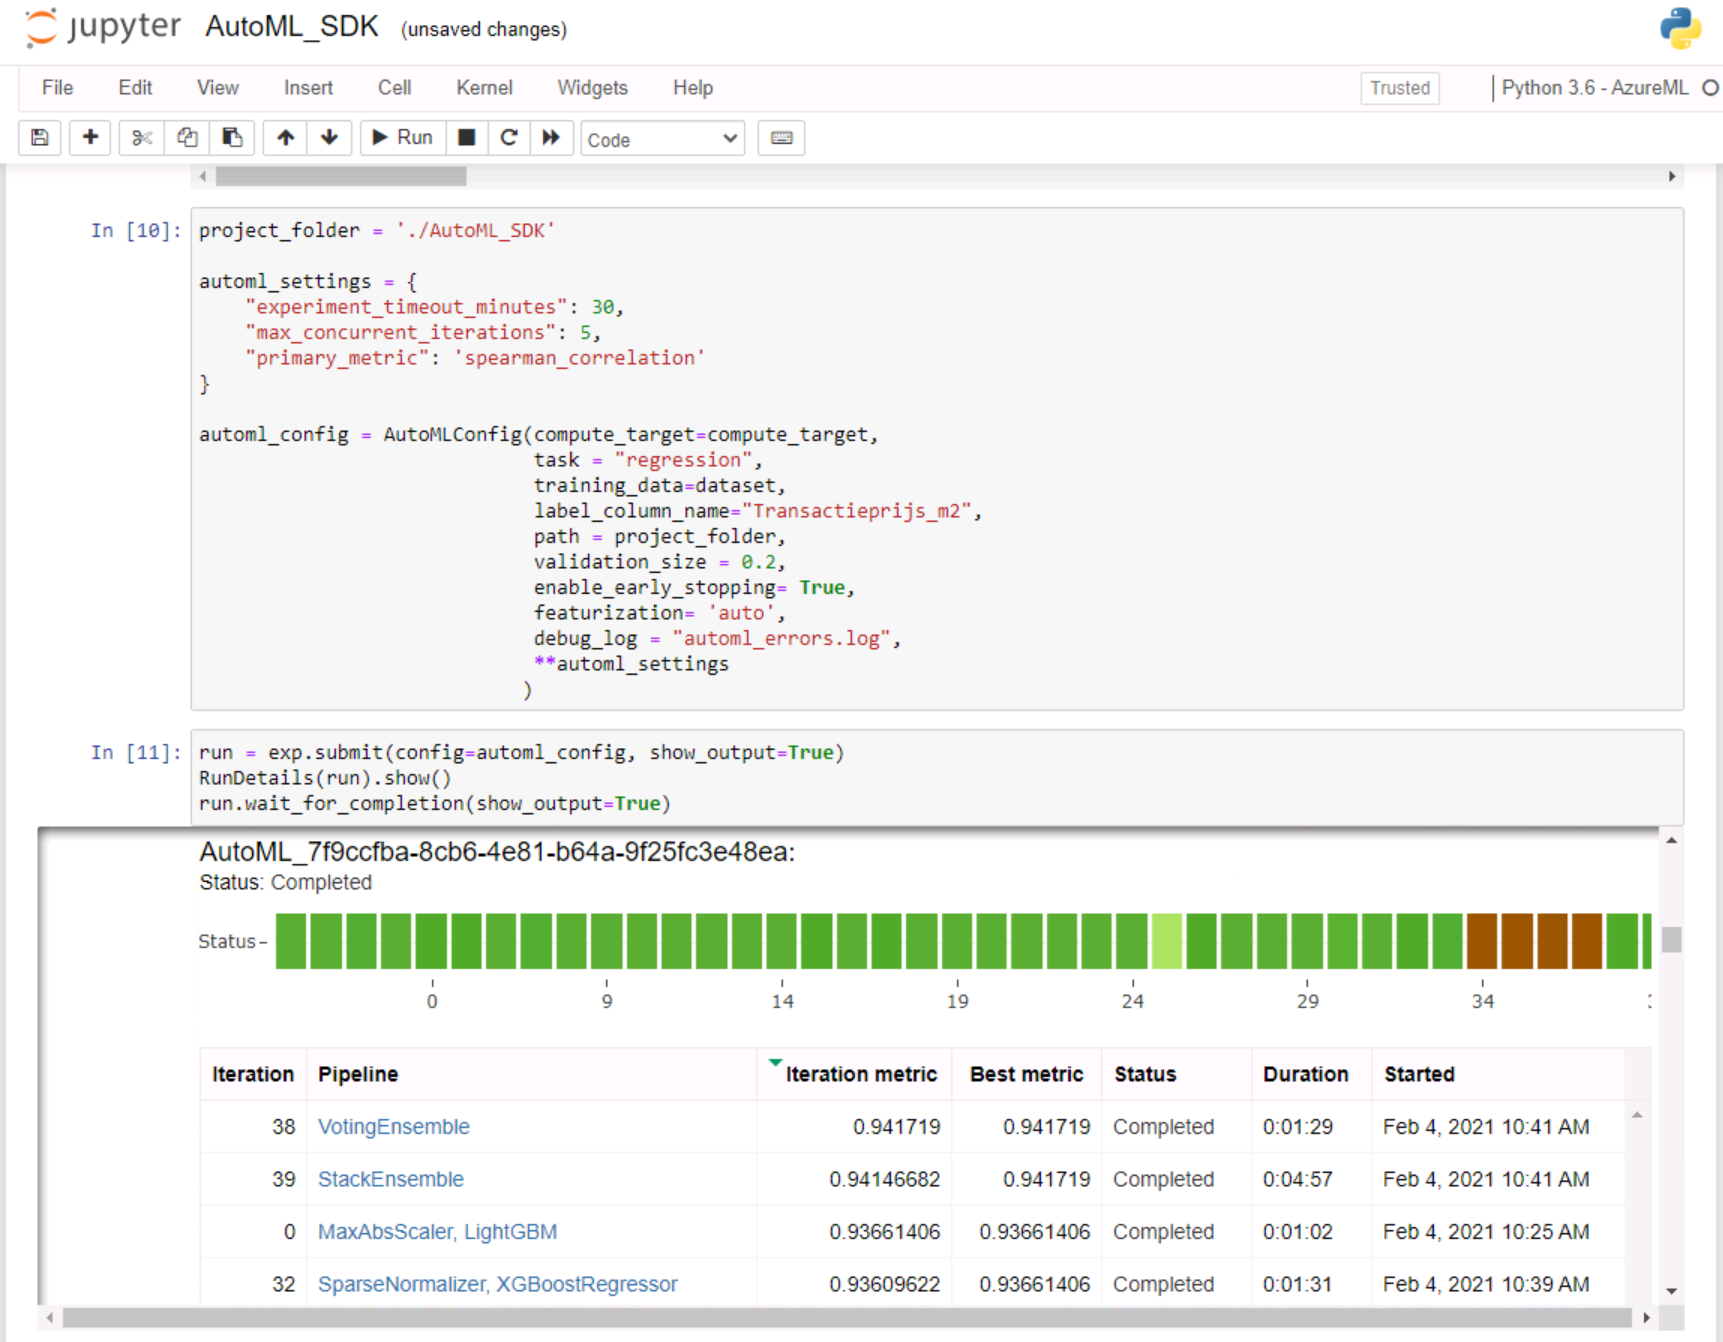 jupyter AutoML_SDK (unsaved changes)
File Edit View Insert Cell Kernel Widgets Help Trusted Python 3.6 - AzureML
Run Code
In [10]: project_folder = './AutoML_SDK'
automl_settings = {
"experiment_timeout_minutes": 30,
"max_concurrent_iterations": 5,
"primary_metric": 'spearman_correlation'
}
automl_config = AutoMLConfig(compute_target=compute_target,
task = "regression",
training_data=dataset,
label_column_name="Transactieprijs_m2",
path = project_folder,
validation_size = 0.2,
enable_early_stopping= True,
featurization= 'auto',
debug_log = "automl_errors.log",
**automl_settings
)
In [11]: run = exp.submit(config=automl_config, show_output=True)
RunDetails(run).show()
run.wait_for_completion(show_output=True)
AutoML_7f9ccfba-8cb6-4e81-b64a-9f25fc3e48ea:
Status: Completed
Status
0 9 14 19 24 29 34
Iteration Pipeline Iteration metric Best metric Status Duration Started
38 VotingEnsemble 0.941719 0.941719 Completed 0:01:29 Feb 4, 2021 10:41 AM
39 StackEnsemble 0.94146682 0.941719 Completed 0:04:57 Feb 4, 2021 10:41 AM
0 MaxAbsScaler, LightGBM 0.93661406 0.93661406 Completed 0:01:02 Feb 4, 2021 10:25 AM
32 SparseNormalizer, XGBoostRegressor 0.93609622 0.93661406 Completed 0:01:31 Feb 4, 2021 10:39 AM